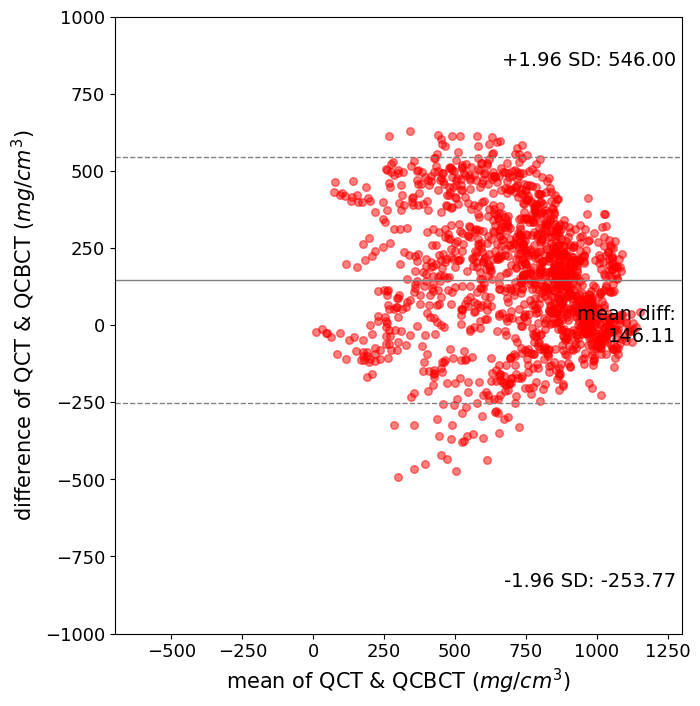 1000
750
500
250
0
−250
−500
−750
−1000
difference of QCT & QCBCT (mg/cm³)
+1.96 SD: 546.00
mean diff:
146.11
-1.96 SD: -253.77
−500 −250 0 250 500 750 1000 1250
mean of QCT & QCBCT (mg/cm³)